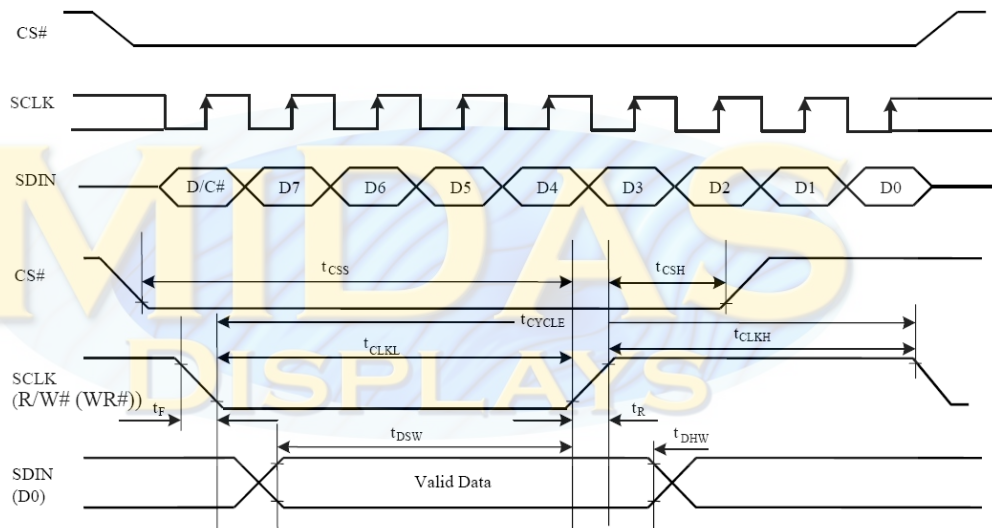 CS#
SCLK
SDIN
D/C# D7 D6 D5 D4 D3 D2 D1 D0
MIDAS
DISPLAYS
CS#
tCSS
tCSH
tCYCLE
tCLKL
tCLKH
SCLK
(R/W# (WR#))
tF
tR
tDSW
tDHW
SDIN
(D0)
Valid Data